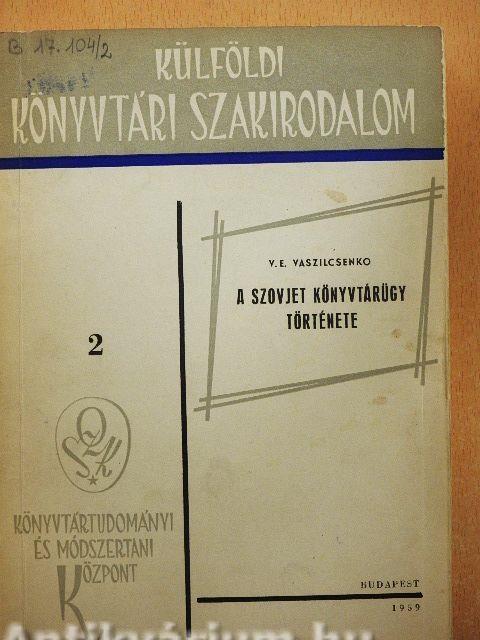 B 17.104/2
KÜLFÖLDI
KÖNYVTÁRI SZAKIRODALOM
V. E. VASZILCSENKO
A SZOVJET KÖNYVTÁRÜGY
TÖRTÉNETE
2
OSZK
KÖNYVTÁRTUDOMÁNYI
ÉS MÓDSZERTANI
KÖZPONT
BUDAPEST
1959
Antikvárium.hu